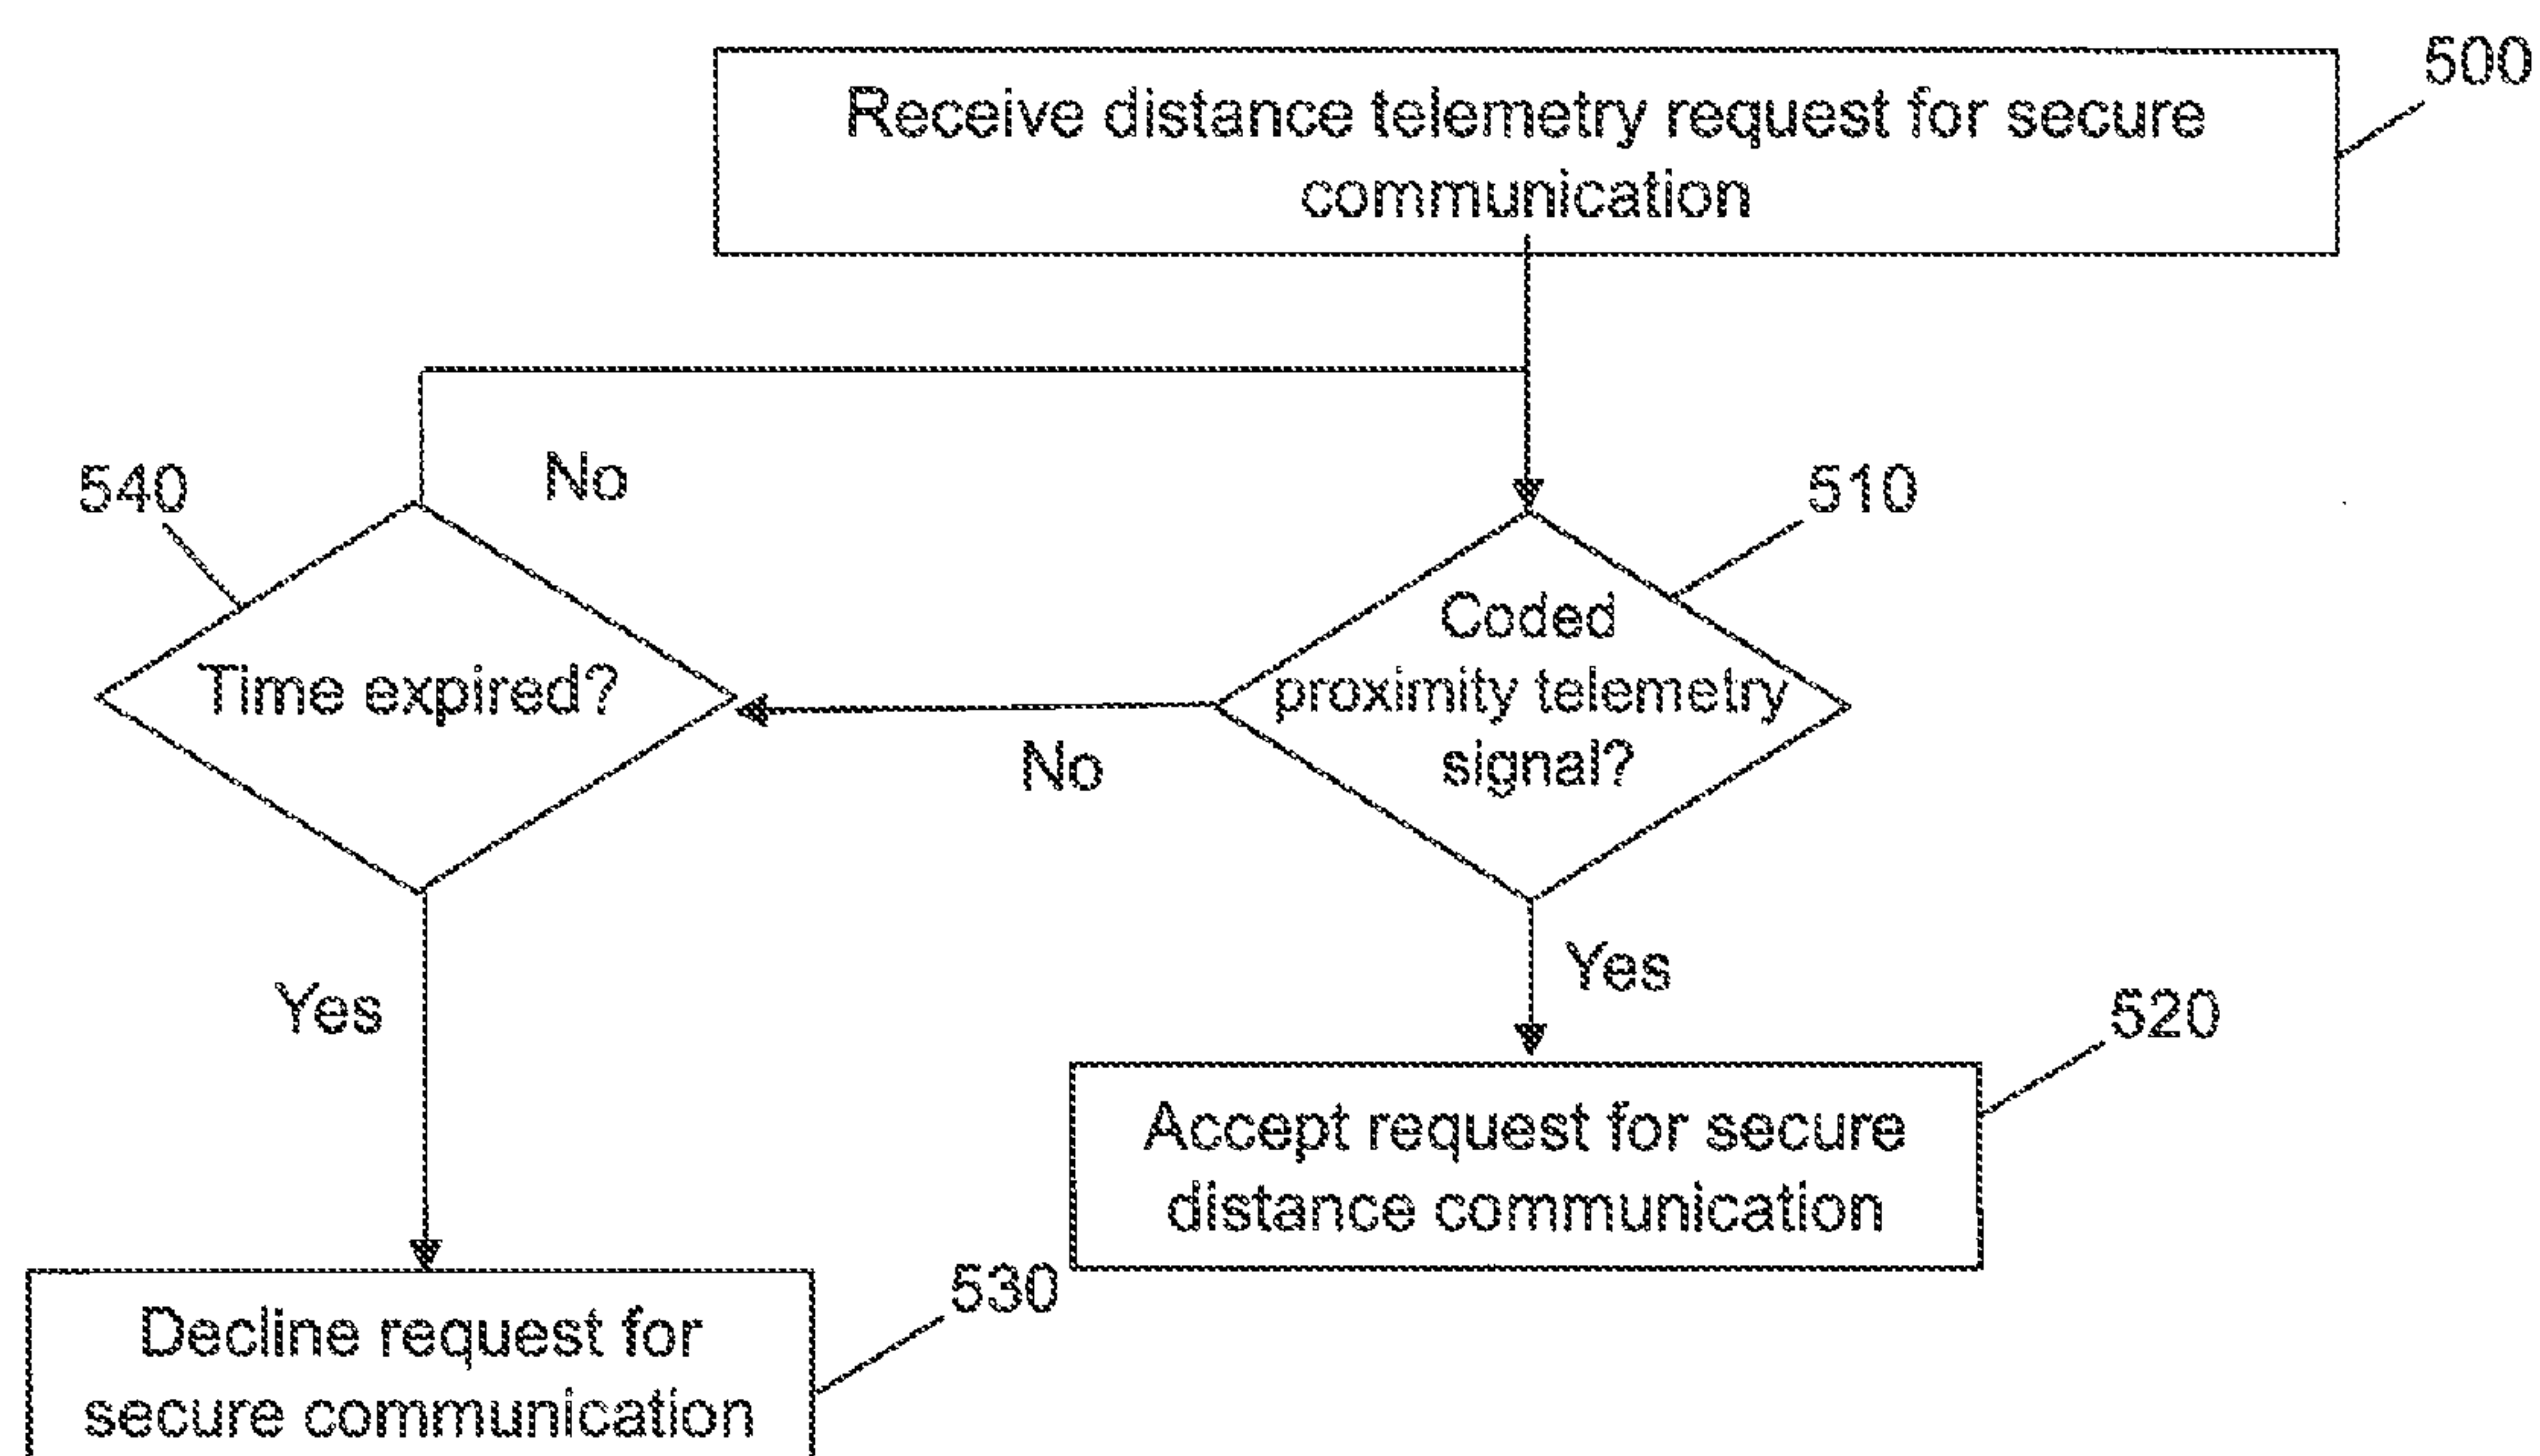 500
Receive distance telemetry request for secure
communication
540
No
510
Time expired?
Coded
proximity telemetry
signal?
No
Yes
Yes
520
Accept request for secure
distance communication
530
Decline request for
secure communication